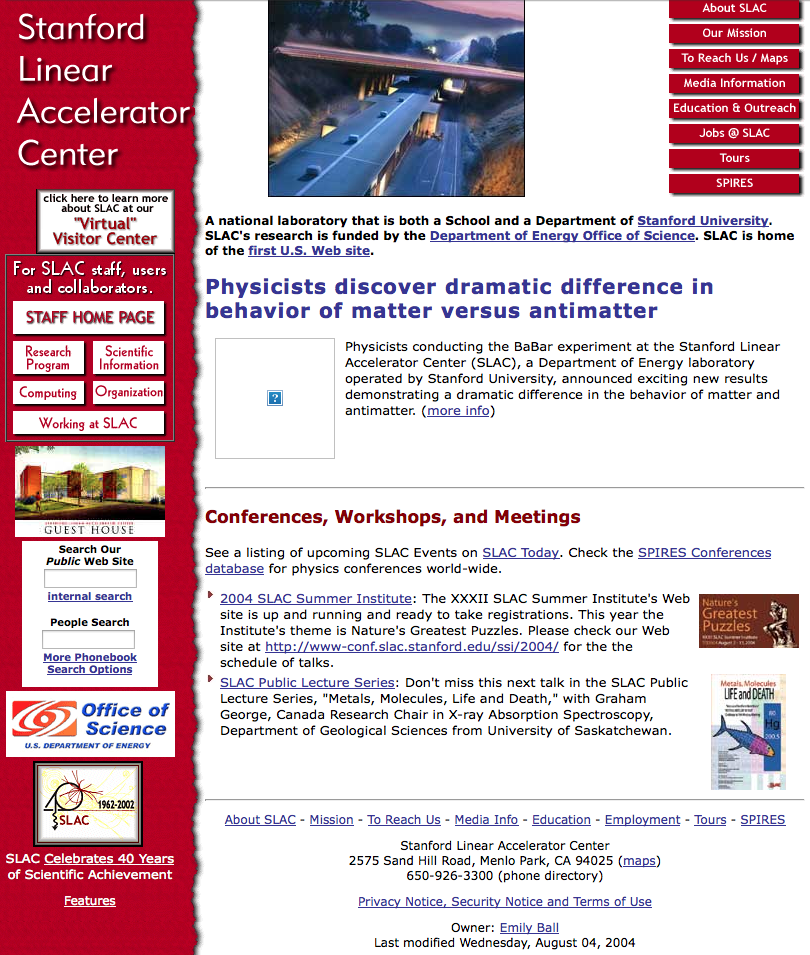 Stanford
Linear
Accelerator
Center
click here to learn more
about SLAC at our
"Virtual"
Visitor Center
For SLAC staff, users
and collaborators.
STAFF HOME PAGE
Research
Program
Scientific
Information
Computing
Organization
Working at SLAC
STANFORD LINEAR ACCELERATOR CENTER
GUEST HOUSE
Search Our
Public Web Site
internal search
People Search
More Phonebook
Search Options
Office of
Science
U.S. DEPARTMENT OF ENERGY
40
1962-2002
SLAC
SLAC Celebrates 40 Years
of Scientific Achievement
Features
About SLAC
Our Mission
To Reach Us / Maps
Media Information
Education & Outreach
Jobs @ SLAC
Tours
SPIRES
A national laboratory that is both a School and a Department of Stanford University.
SLAC's research is funded by the Department of Energy Office of Science. SLAC is home
of the first U.S. Web site.
Physicists discover dramatic difference in
behavior of matter versus antimatter
?
Physicists conducting the BaBar experiment at the Stanford Linear
Accelerator Center (SLAC), a Department of Energy laboratory
operated by Stanford University, announced exciting new results
demonstrating a dramatic difference in the behavior of matter and
antimatter. (more info)
Conferences, Workshops, and Meetings
See a listing of upcoming SLAC Events on SLAC Today. Check the SPIRES Conferences
database for physics conferences world-wide.
2004 SLAC Summer Institute: The XXXII SLAC Summer Institute's Web
site is up and running and ready to take registrations. This year the
Institute's theme is Nature's Greatest Puzzles. Please check our Web
site at http://www-conf.slac.stanford.edu/ssi/2004/ for the the
schedule of talks.
Nature's
Greatest
Puzzles
SLAC Public Lecture Series: Don't miss this next talk in the SLAC Public
Lecture Series, "Metals, Molecules, Life and Death," with Graham
George, Canada Research Chair in X-ray Absorption Spectroscopy,
Department of Geological Sciences from University of Saskatchewan.
Metals, Molecules
LIFE and DEATH
80
Hg
200.5
About SLAC - Mission - To Reach Us - Media Info - Education - Employment - Tours - SPIRES
Stanford Linear Accelerator Center
2575 Sand Hill Road, Menlo Park, CA 94025 (maps)
650-926-3300 (phone directory)
Privacy Notice, Security Notice and Terms of Use
Owner: Emily Ball
Last modified Wednesday, August 04, 2004